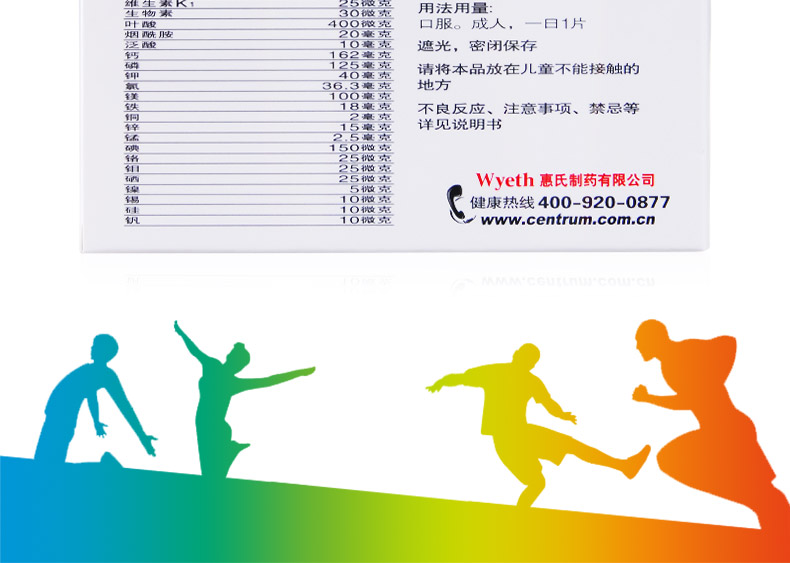 维生素K1 25微克
生物素 30微克
叶酸 400微克
烟酰胺 20毫克
泛酸 10毫克
钙 162毫克
磷 125毫克
钾 40毫克
氯 36.3毫克
镁 100毫克
铁 18毫克
铜 2毫克
锌 15毫克
锰 2.5毫克
碘 150微克
铬 25微克
钼 25微克
硒 25微克
镍 5微克
锡 10微克
硅 10微克
钒 10微克
用法用量:
口服。成人，一日1片
遮光，密闭保存
请将本品放在儿童不能接触的
地方
不良反应、注意事项、禁忌等
详见说明书
Wyeth 惠氏制药有限公司
健康热线 400-920-0877
www.centrum.com.cn